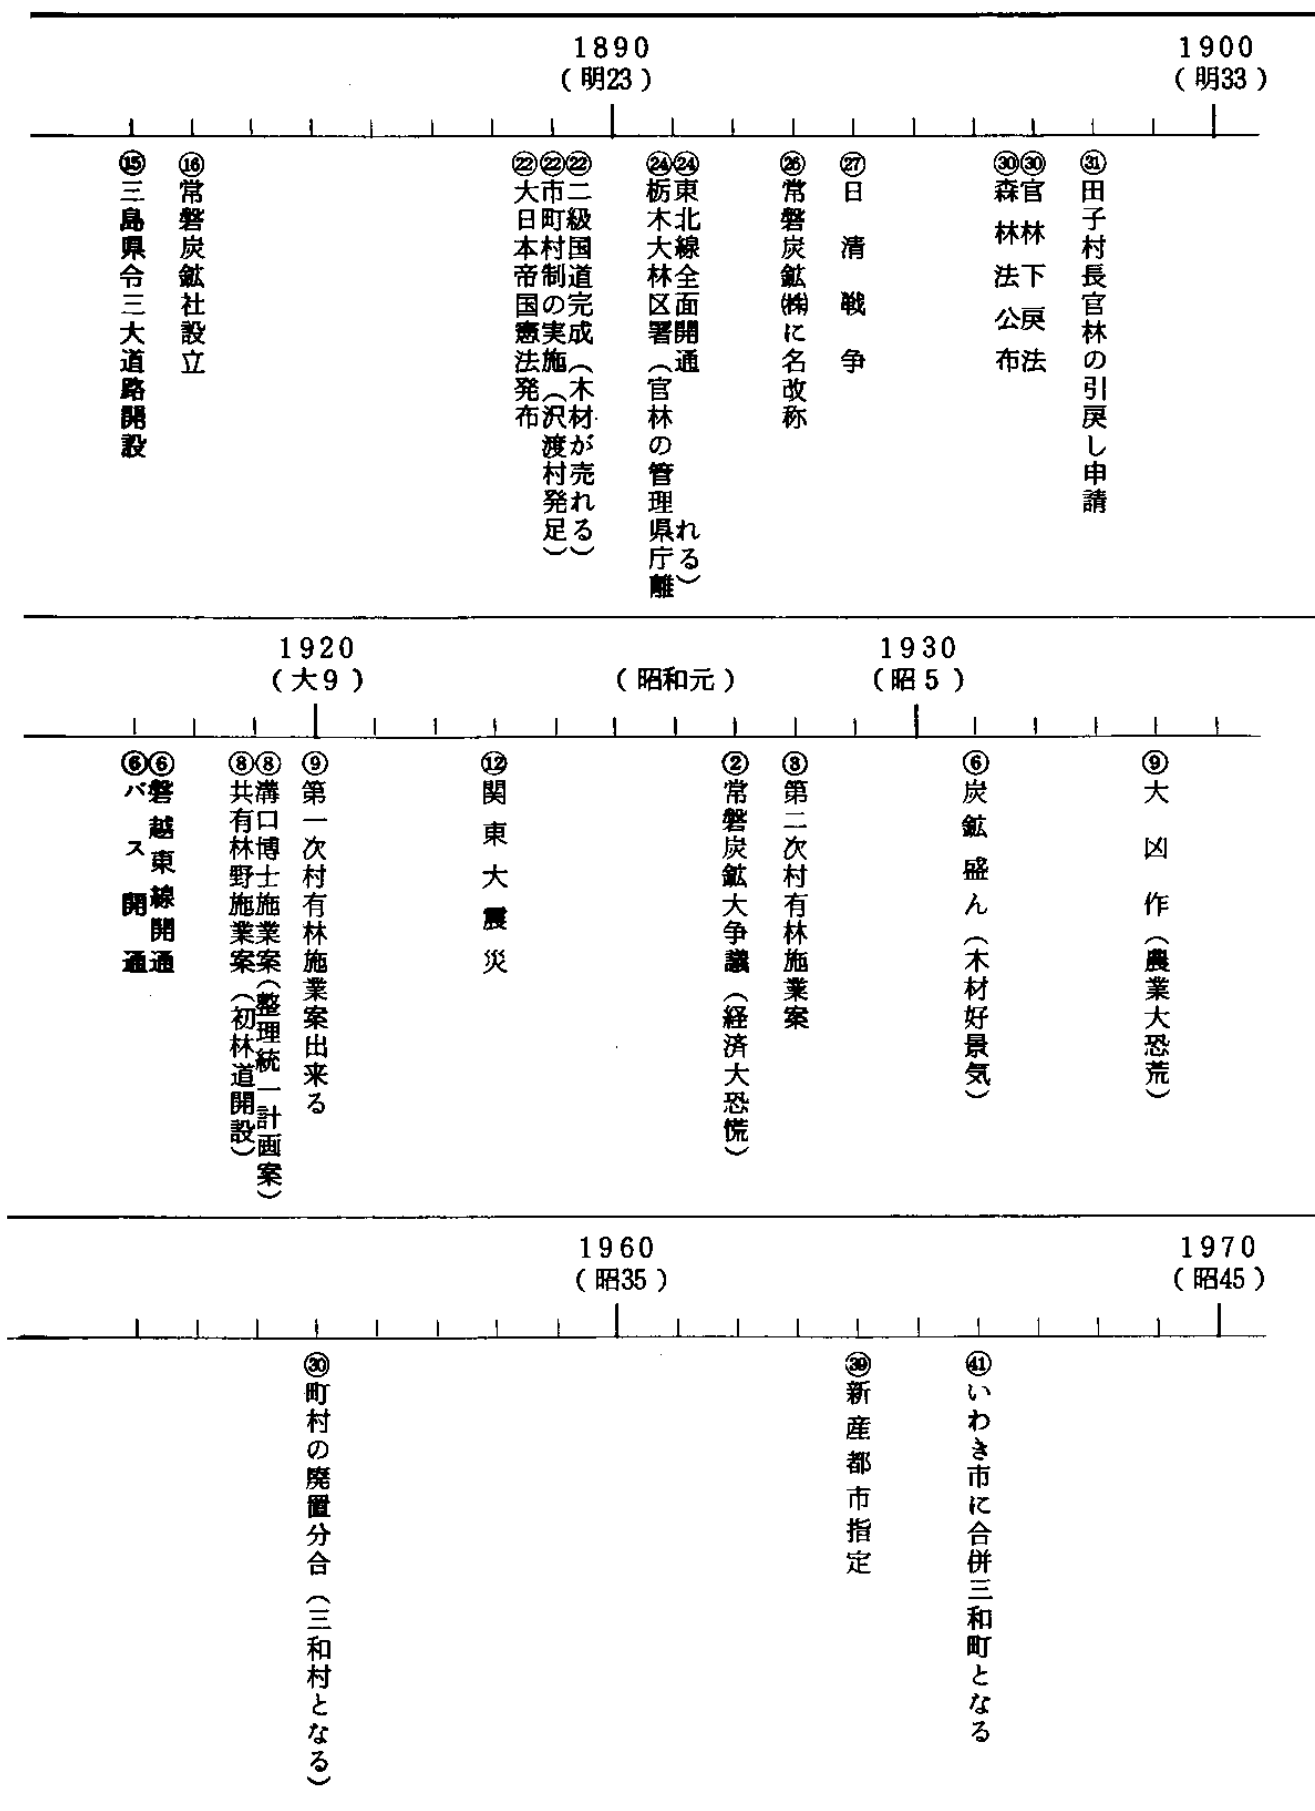 1890
(明23)
1900
(明33)
⑮三島県令三大道路開設
⑯常磐炭鉱社設立
㉒大日本帝国憲法発布
㉒市町村制の実施(沢渡村発足)
㉒二級国道完成(木材が売れる)
㉔栃木大林区署(官林の管理県庁離
れる)
㉔東北線全面開通
㉖常磐炭鉱㈱に名改称
㉗日清戦争
㉚森林法公布
㉚官林下戻法
㉛田子村長官林の引戻し申請
1920
(大9)
(昭和元)
1930
(昭5)
⑥バス開通
⑥磐越東線開通
⑧共有林野施業案(初林道開設)
⑧溝口博士施業案(整理統一計画案)
⑨第一次村有林施業案出来る
⑫関東大震災
②常磐炭鉱大争議(経済大恐慌)
③第二次村有林施業案
⑥炭鉱盛ん(木材好景気)
⑨大凶作(農業大恐荒)
1960
(昭35)
1970
(昭45)
㉚町村の廃置分合(三和村となる)
㊴新産都市指定
㊶いわき市に合併三和町となる